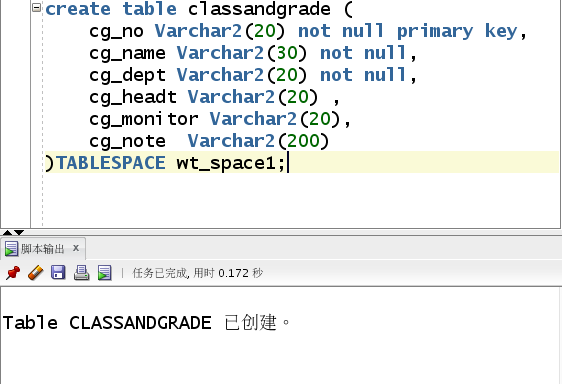 create table classandgrade (
cg_no Varchar2(20) not null primary key,
cg_name Varchar2(30) not null,
cg_dept Varchar2(20) not null,
cg_headt Varchar2(20) ,
cg_monitor Varchar2(20),
cg_note  Varchar2(200)
)TABLESPACE wt_space1;
脚本输出 x
任务已完成, 用时 0.172 秒
Table CLASSANDGRADE 已创建。